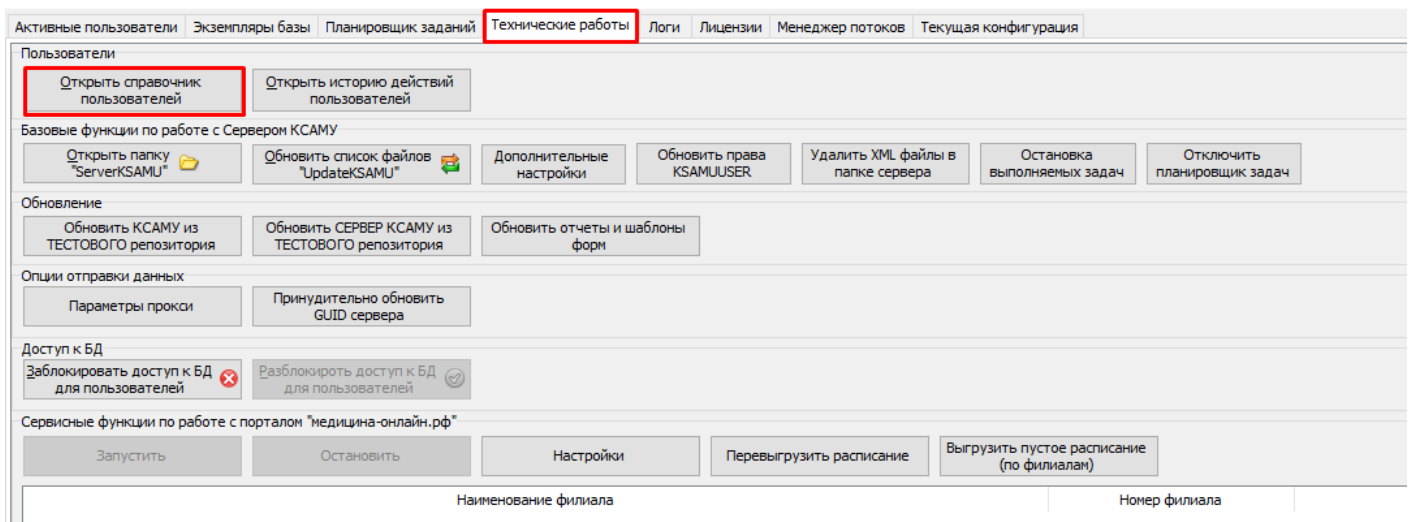 Активные пользователи Экземпляры базы Планировщик заданий Технические работы Логи Лицензии Менеджер потоков Текущая конфигурация
Пользователи
Открыть справочник
пользователей
Открыть историю действий
пользователей
Базовые функции по работе с Сервером КСАМУ
Открыть папку
"ServerKSAMU"
Обновить список файлов
"UpdateKSAMU"
Дополнительные
настройки
Обновить права
KSAMUUSER
Удалить XML файлы в
папке сервера
Остановка
выполняемых задач
Отключить
планировщик задач
Обновление
Обновить КСАМУ из
ТЕСТОВОГО репозитория
Обновить СЕРВЕР КСАМУ из
ТЕСТОВОГО репозитория
Обновить отчеты и шаблоны
форм
Опции отправки данных
Параметры прокси
Принудительно обновить
GUID сервера
Доступ к БД
Заблокировать доступ к БД
для пользователей
Разблокироть доступ к БД
для пользователей
Сервисные функции по работе с порталом "медицина-онлайн.рф"
Запустить
Остановить
Настройки
Перевыгрузить расписание
Выгрузить пустое расписание
(по филиалам)
Наименование филиала Номер филиала